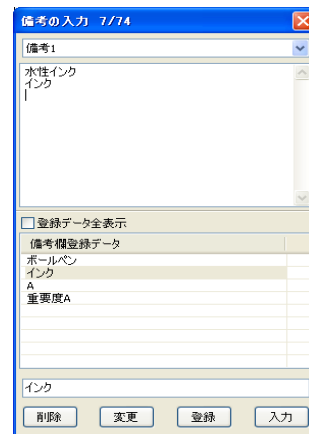 備考の入力 7/74
備考1
水性インク
インク
登録データ全表示
備考欄登録データ
ボールペン
インク
A
重要度A
インク
削除
変更
登録
入力